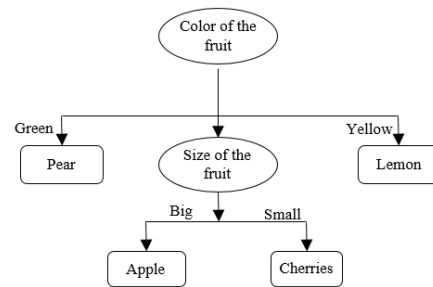 Color of the
fruit
Green
Yellow
Pear
Size of the
fruit
Lemon
Big
Small
Apple
Cherries